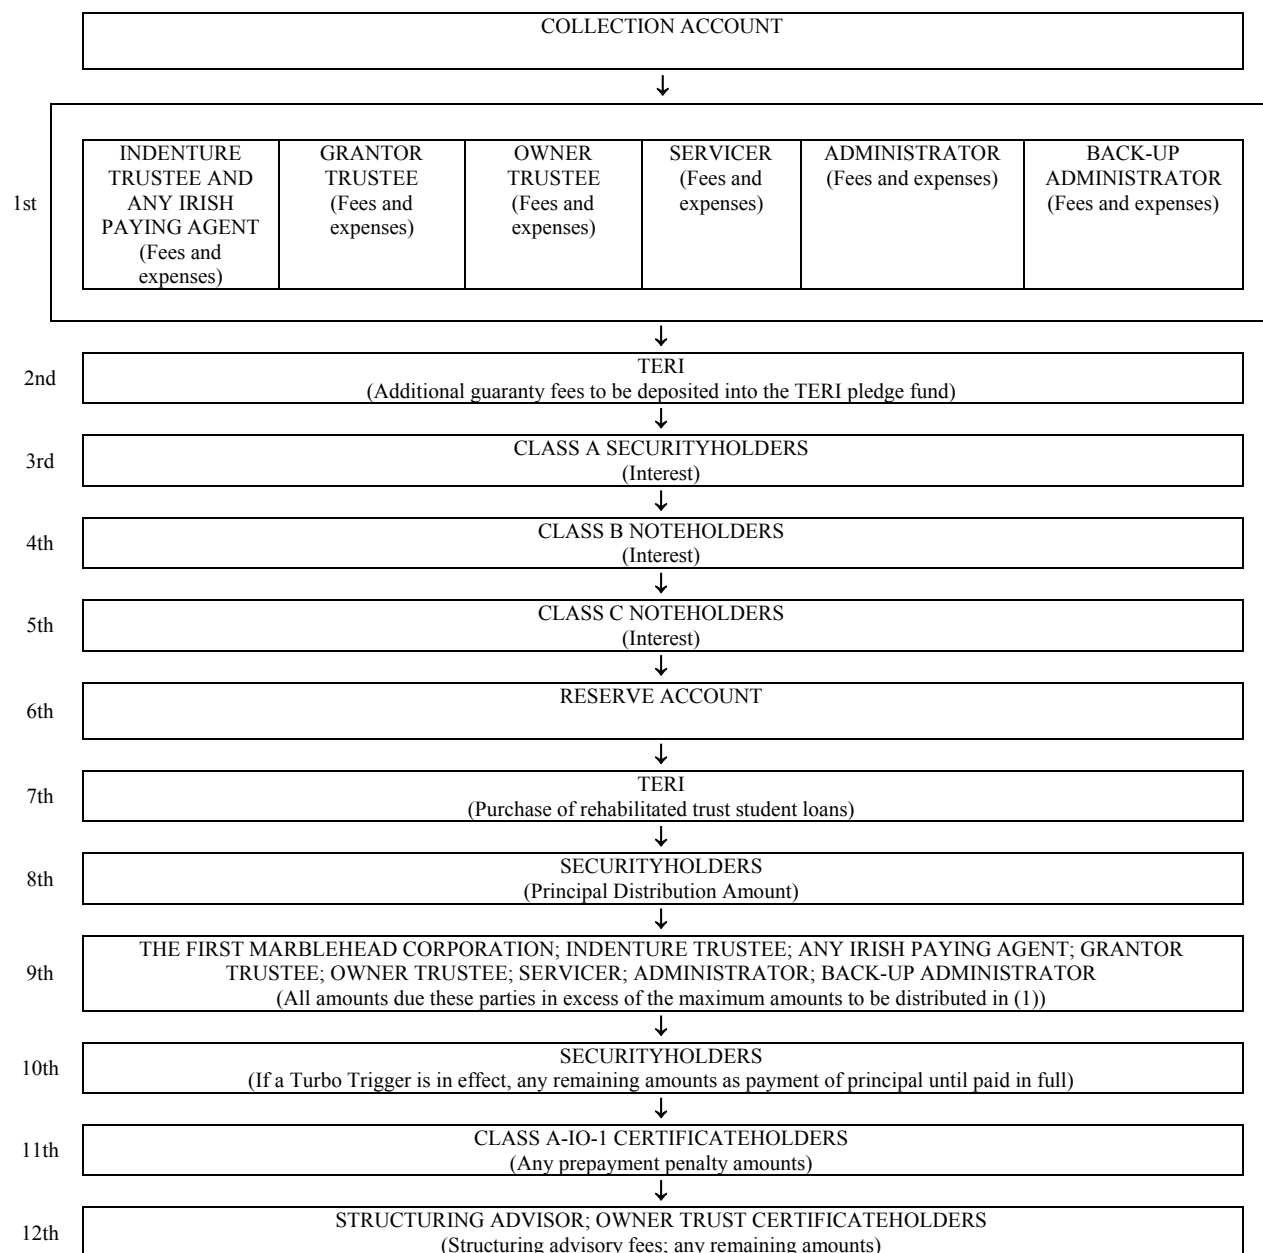 COLLECTION ACCOUNT
1st
INDENTURE
TRUSTEE AND
ANY IRISH
PAYING AGENT
(Fees and
expenses)
GRANTOR
TRUSTEE
(Fees and
expenses)
OWNER
TRUSTEE
(Fees and
expenses)
SERVICER
(Fees and
expenses)
ADMINISTRATOR
(Fees and expenses)
BACK-UP
ADMINISTRATOR
(Fees and expenses)
2nd
TERI
(Additional guaranty fees to be deposited into the TERI pledge fund)
3rd
CLASS A SECURITYHOLDERS
(Interest)
4th
CLASS B NOTEHOLDERS
(Interest)
5th
CLASS C NOTEHOLDERS
(Interest)
6th
RESERVE ACCOUNT
7th
TERI
(Purchase of rehabilitated trust student loans)
8th
SECURITYHOLDERS
(Principal Distribution Amount)
9th
THE FIRST MARBLEHEAD CORPORATION; INDENTURE TRUSTEE; ANY IRISH PAYING AGENT; GRANTOR
TRUSTEE; OWNER TRUSTEE; SERVICER; ADMINISTRATOR; BACK-UP ADMINISTRATOR
(All amounts due these parties in excess of the maximum amounts to be distributed in (1))
10th
SECURITYHOLDERS
(If a Turbo Trigger is in effect, any remaining amounts as payment of principal until paid in full)
11th
CLASS A-IO-1 CERTIFICATEHOLDERS
(Any prepayment penalty amounts)
12th
STRUCTURING ADVISOR; OWNER TRUST CERTIFICATEHOLDERS
(Structuring advisory fees; any remaining amounts)